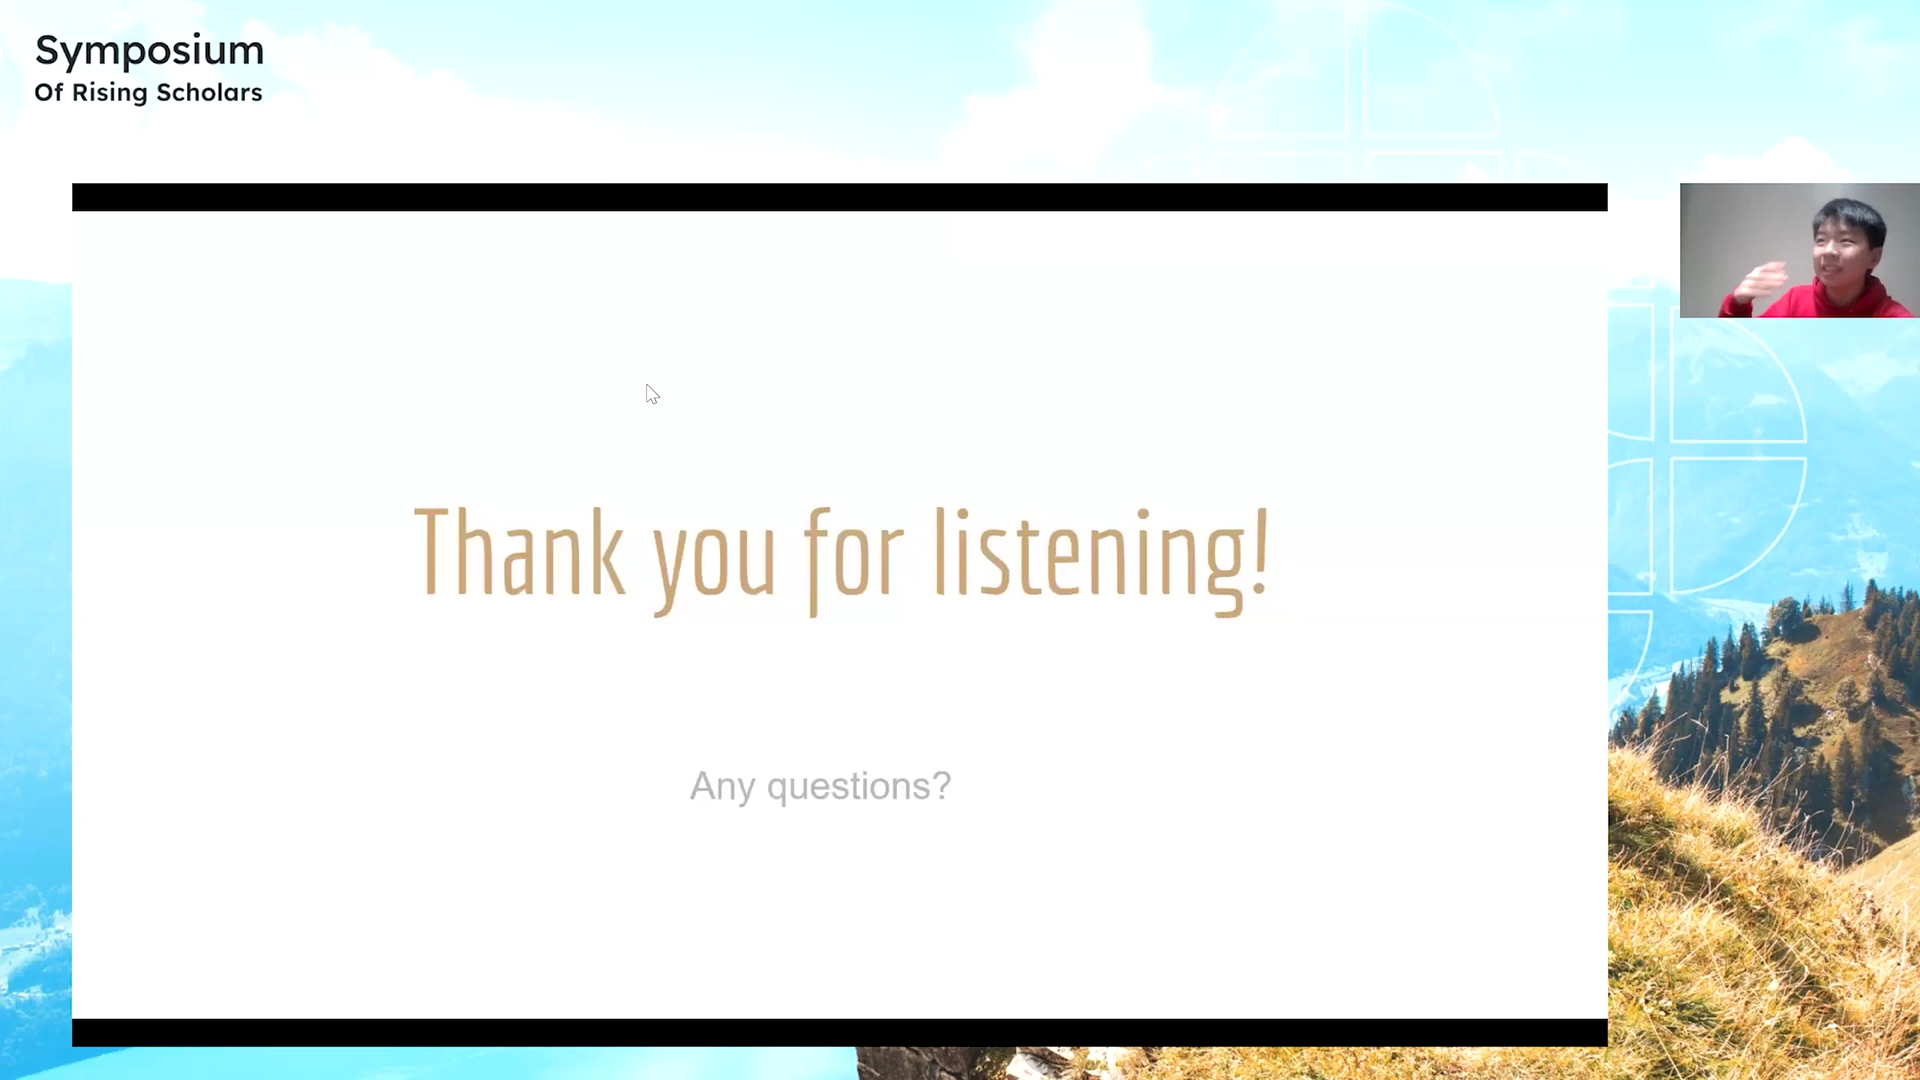 Symposium
Of Rising Scholars
Thank you for listening!
Any questions?